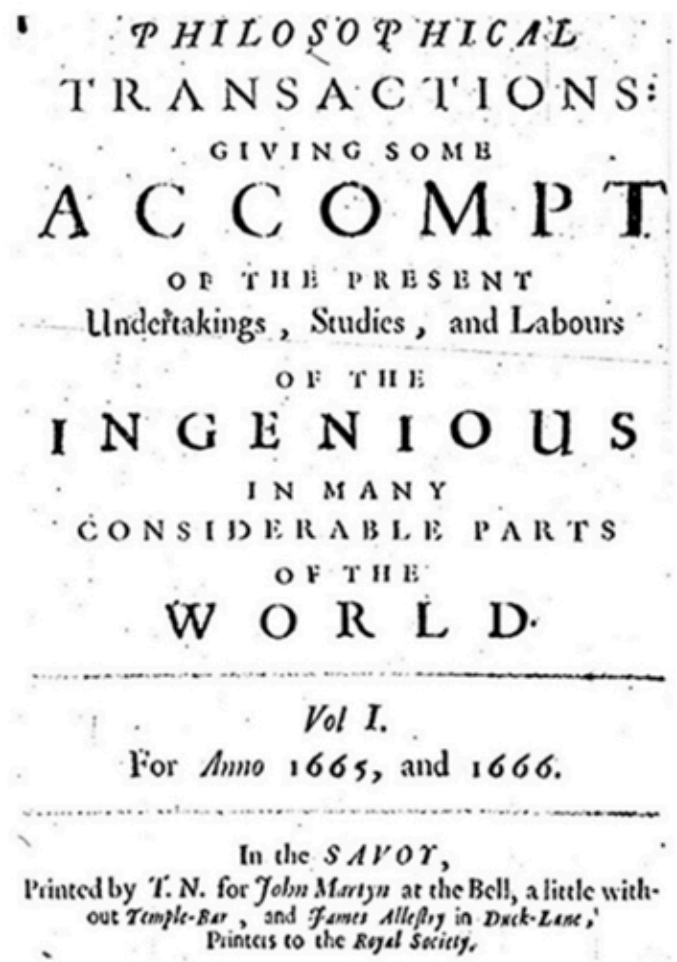 PHILOSOPHICAL
TRANSACTIONS:
GIVING SOME
ACCOMPT
OF THE PRESENT
Undertakings, Studies, and Labours
OF THE
INGENIOUS
IN MANY
CONSIDERABLE PARTS
OF THE
WORLD.
Vol I.
For Anno 1665, and 1666.
In the SAVOY,
Printed by T. N. for John Martyn at the Bell, a little with-
out Temple-Bar, and James Allestry in Duck-Lane,
Printers to the Royal Society.